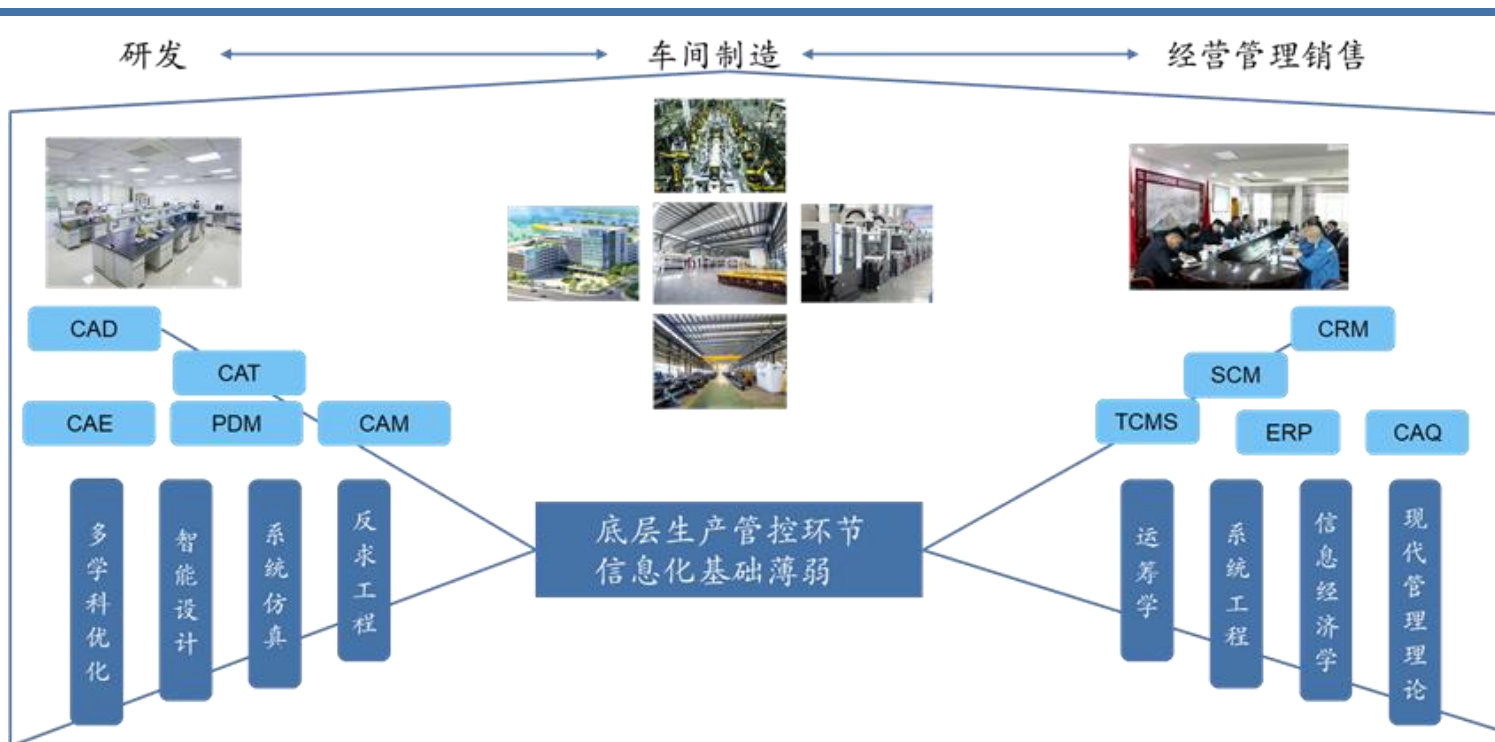 研发
车间制造
经营管理销售
CAD
CAT
CAE
PDM
CAM
CRM
SCM
TCMS
ERP
CAQ
多学科优化
智能设计
系统仿真
反求工程
底层生产管控环节
信息化基础薄弱
运筹学
系统工程
信息经济学
现代管理理论